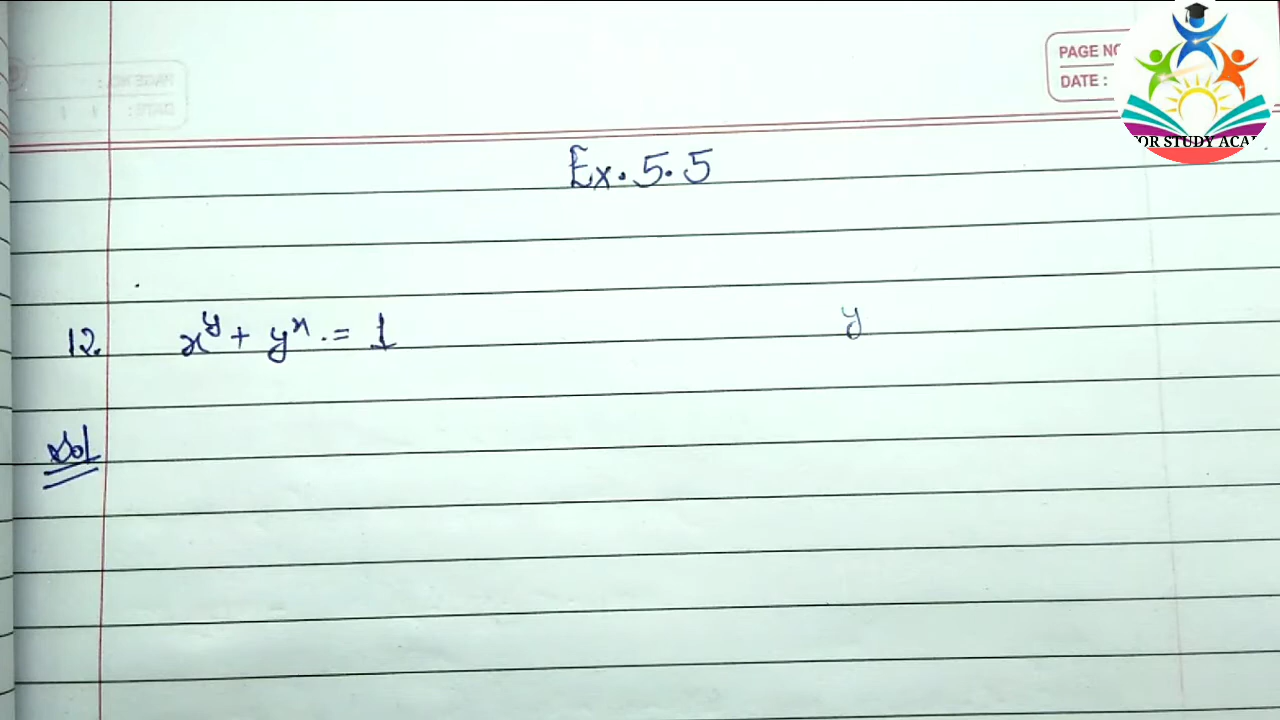 PAGE NO
DATE :
OR STUDY ACA
Ex. 5.5
12. x^y + y^x = 1
y
Sol